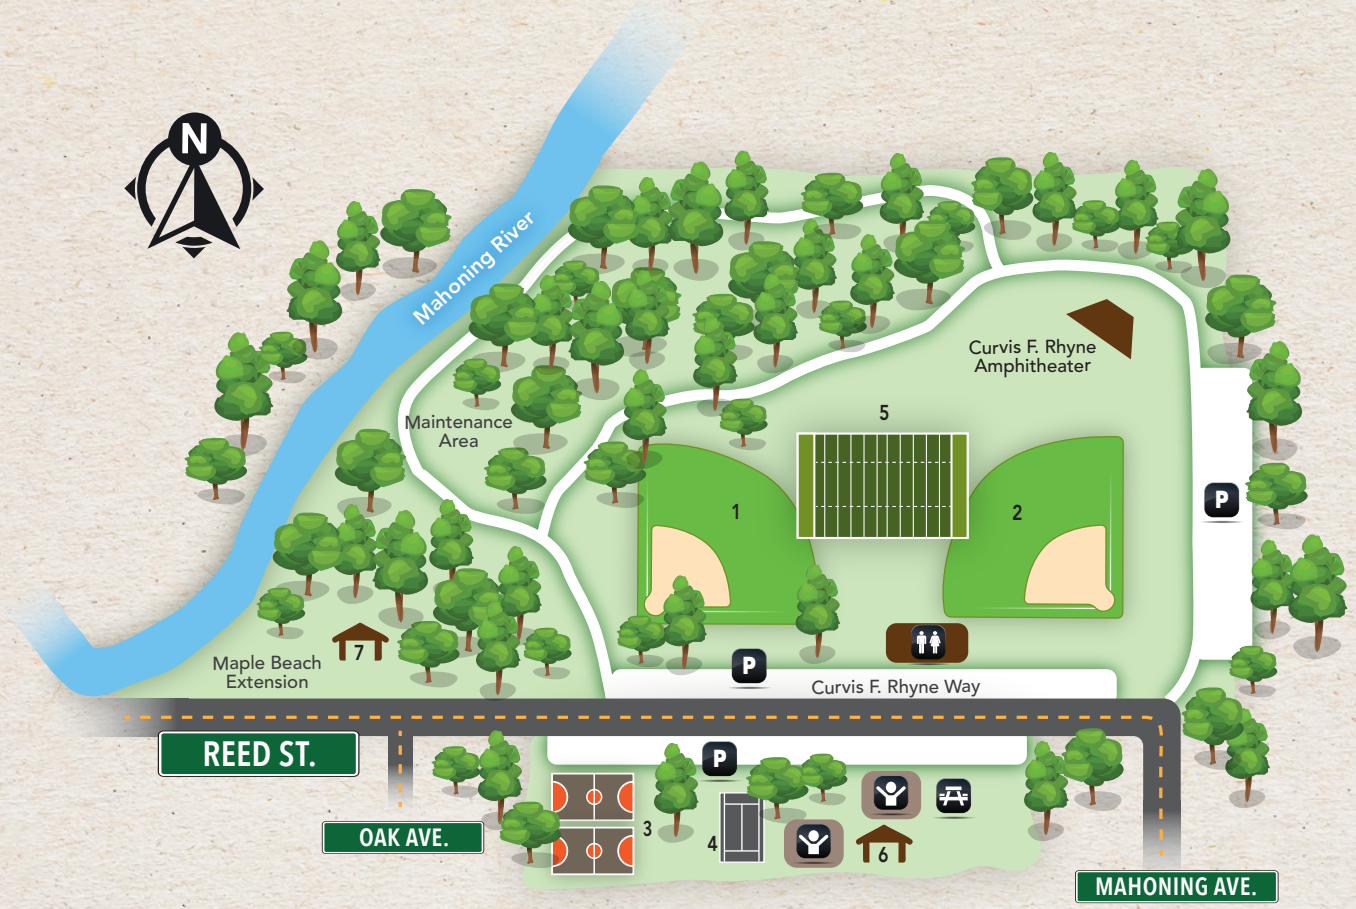 N
Mahoning River
Curvis F. Rhyne
Amphitheater
Maintenance
Area
5
1
2
P
7
Maple Beach
Extension
P
Curvis F. Rhyne Way
REED ST.
P
3
4
6
OAK AVE.
MAHONING AVE.